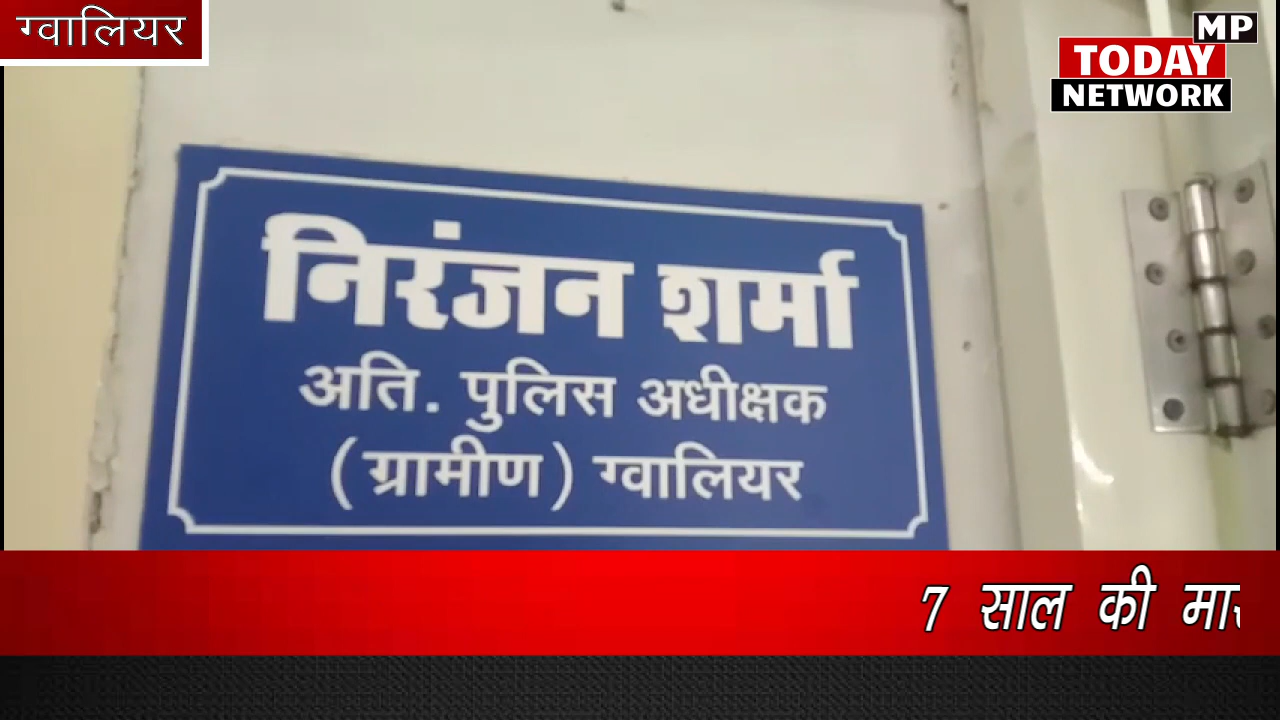 ग्वालियर
MP
TODAY
NETWORK
निरंजन शर्मा
अति. पुलिस अधीक्षक
(ग्रामीण) ग्वालियर
7 साल की